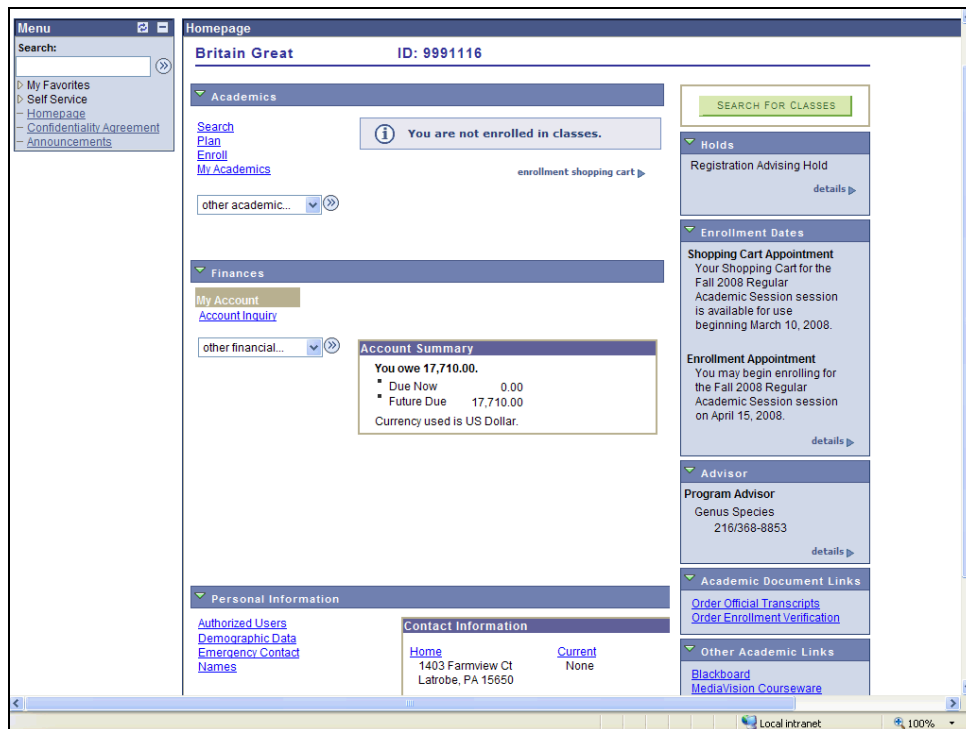 Menu
Search:
My Favorites
Self Service
Homepage
Confidentiality Agreement
Announcements
Homepage
Britain Great ID: 9991116
Academics
Search
Plan
Enroll
My Academics
You are not enrolled in classes.
enrollment shopping cart
other academic...
Finances
My Account
Account Inquiry
other financial...
Account Summary
You owe 17,710.00.
Due Now 0.00
Future Due 17,710.00
Currency used is US Dollar.
Personal Information
Authorized Users
Demographic Data
Emergency Contact
Names
Contact Information
Home Current
1403 Farmview Ct None
Latrobe, PA 15650
SEARCH FOR CLASSES
Holds
Registration Advising Hold
details
Enrollment Dates
Shopping Cart Appointment
Your Shopping Cart for the
Fall 2008 Regular
Academic Session session
is available for use
beginning March 10, 2008.
Enrollment Appointment
You may begin enrolling for
the Fall 2008 Regular
Academic Session session
on April 15, 2008.
details
Advisor
Program Advisor
Genus Species
216/368-8853
details
Academic Document Links
Order Official Transcripts
Order Enrollment Verification
Other Academic Links
Blackboard
MediaVision Courseware
Local intranet 100%